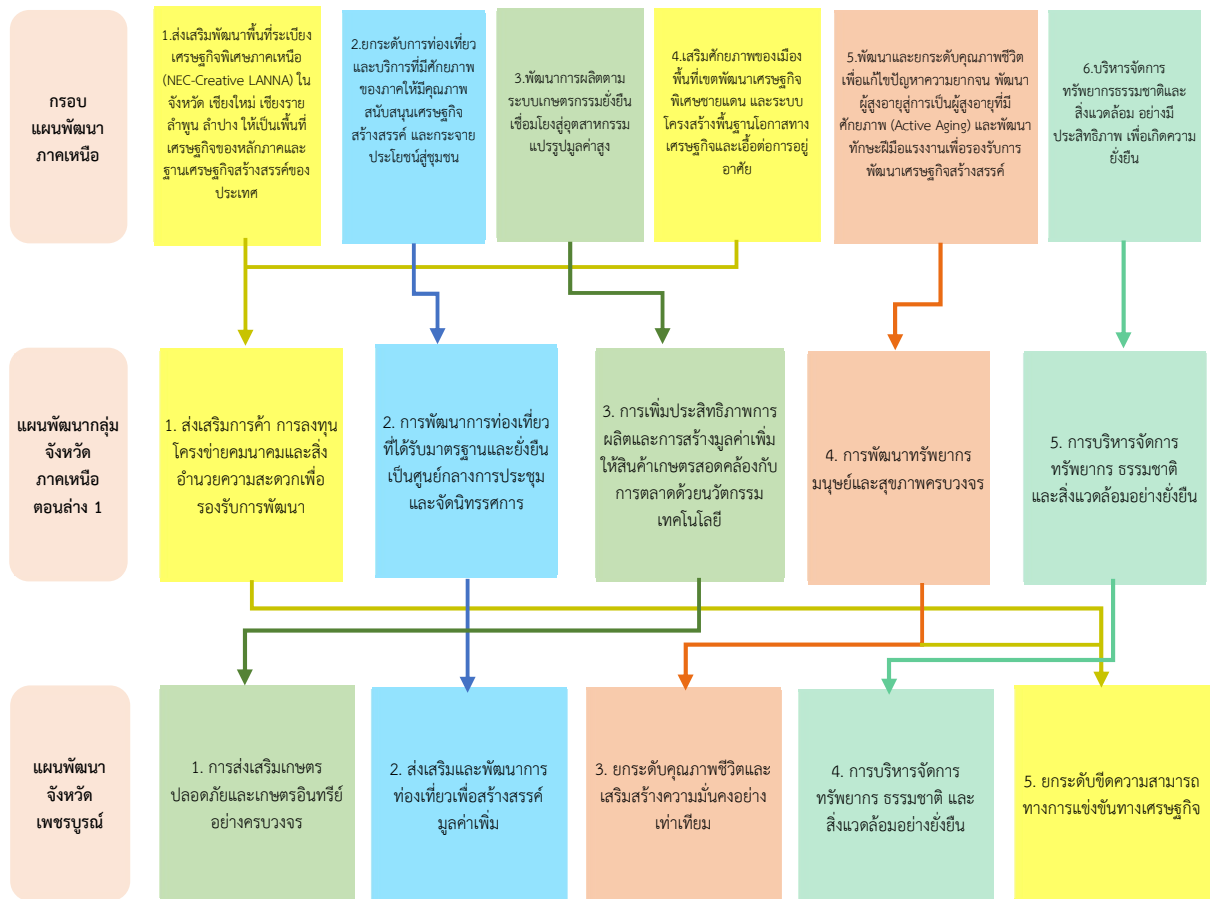 กรอบ
แผนพัฒนา
ภาคเหนือ
1.ส่งเสริมพัฒนาพื้นที่ระเบียง
เศรษฐกิจพิเศษภาคเหนือ
(NEC-Creative LANNA) ใน
จังหวัด เชียงใหม่ เชียงราย
ลำพูน ลำปาง ให้เป็นพื้นที่
เศรษฐกิจของหลักภาคและ
ฐานเศรษฐกิจสร้างสรรค์ของ
ประเทศ
2.ยกระดับการท่องเที่ยว
และบริการที่มีศักยภาพ
ของภาคให้มีคุณภาพ
สนับสนุนเศรษฐกิจ
สร้างสรรค์ และกระจาย
ประโยชน์สู่ชุมชน
3.พัฒนาการผลิตตาม
ระบบเกษตรกรรมยั่งยืน
เชื่อมโยงสู่อุตสาหกรรม
แปรรูปมูลค่าสูง
4.เสริมศักยภาพของเมือง
พื้นที่เขตพัฒนาเศรษฐกิจ
พิเศษชายแดน และระบบ
โครงสร้างพื้นฐานโอกาสทาง
เศรษฐกิจและเอื้อต่อการอยู่
อาศัย
5.พัฒนาและยกระดับคุณภาพชีวิต
เพื่อแก้ไขปัญหาความยากจน พัฒนา
ผู้สูงอายุสู่การเป็นผู้สูงอายุที่มี
ศักยภาพ (Active Aging) และพัฒนา
ทักษะฝีมือแรงงานเพื่อรองรับการ
พัฒนาเศรษฐกิจสร้างสรรค์
6.บริหารจัดการ
ทรัพยากรธรรมชาติและ
สิ่งแวดล้อม อย่างมี
ประสิทธิภาพ เพื่อเกิดความ
ยั่งยืน
แผนพัฒนากลุ่ม
จังหวัด
ภาคเหนือ
ตอนล่าง 1
1. ส่งเสริมการค้า การลงทุน
โครงข่ายคมนาคมและสิ่ง
อำนวยความสะดวกเพื่อ
รองรับการพัฒนา
2. การพัฒนาการท่องเที่ยว
ที่ได้รับมาตรฐานและยั่งยืน
เป็นศูนย์กลางการประชุม
และจัดนิทรรศการ
3. การเพิ่มประสิทธิภาพการ
ผลิตและการสร้างมูลค่าเพิ่ม
ให้สินค้าเกษตรสอดคล้องกับ
การตลาดด้วยนวัตกรรม
เทคโนโลยี
4. การพัฒนาทรัพยากร
มนุษย์และสุขภาพครบวงจร
5. การบริหารจัดการ
ทรัพยากร ธรรมชาติ
และสิ่งแวดล้อมอย่างยั่งยืน
แผนพัฒนา
จังหวัด
เพชรบูรณ์
1. การส่งเสริมเกษตร
ปลอดภัยและเกษตรอินทรีย์
อย่างครบวงจร
2. ส่งเสริมและพัฒนาการ
ท่องเที่ยวเพื่อสร้างสรรค์
มูลค่าเพิ่ม
3. ยกระดับคุณภาพชีวิตและ
เสริมสร้างความมั่นคงอย่าง
เท่าเทียม
4. การบริหารจัดการ
ทรัพยากร ธรรมชาติ และ
สิ่งแวดล้อมอย่างยั่งยืน
5. ยกระดับขีดความสามารถ
ทางการแข่งขันทางเศรษฐกิจ